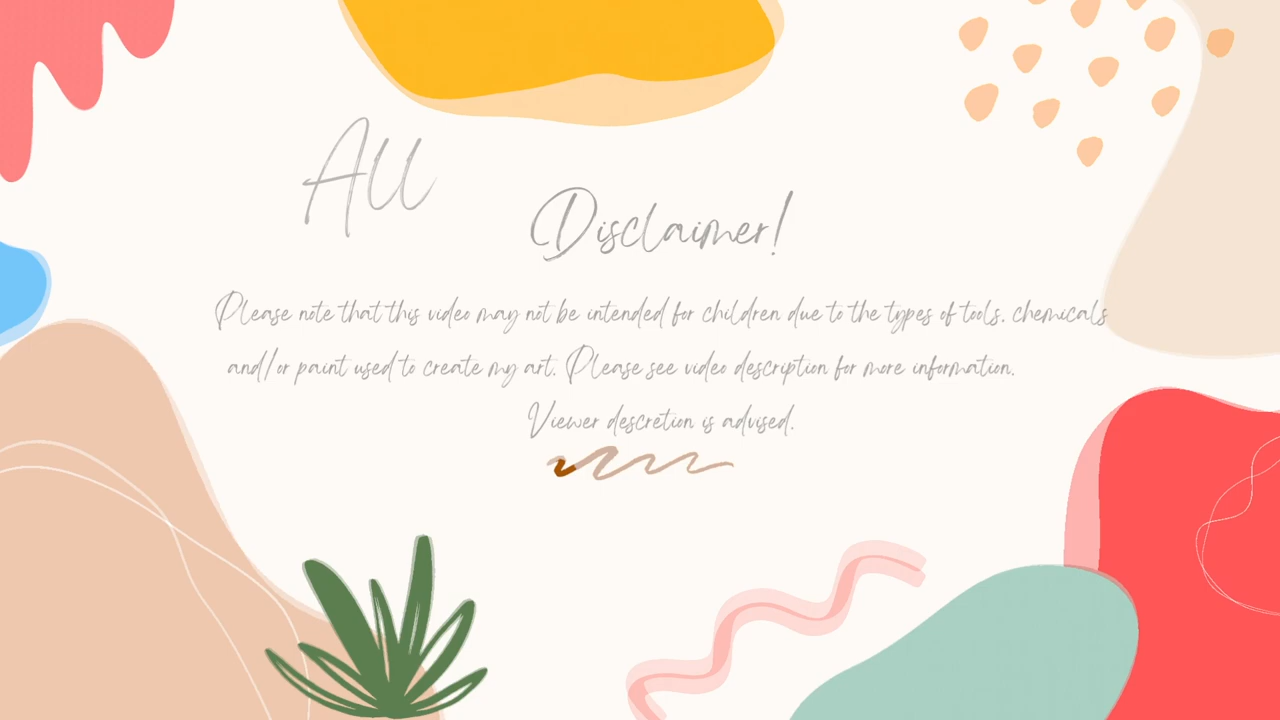 All
Disclaimer!
Please note that this video may not be intended for children due to the types of tools, chemicals
and/or paint used to create my art. Please see video description for more information.
Viewer descretion is advised.